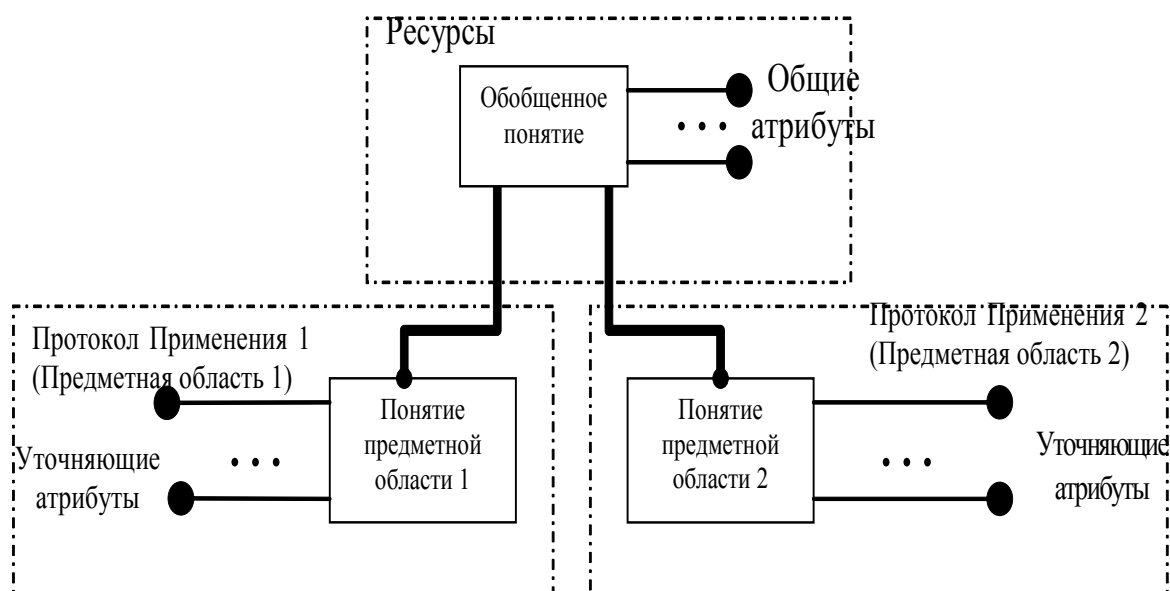 Ресурсы
Обобщенное
понятие
Общие
атрибуты
Протокол Применения 1
(Предметная область 1)
Уточняющие
атрибуты
Понятие
предметной
области 1
Протокол Применения 2
(Предметная область 2)
Понятие
предметной
области 2
Уточняющие
атрибуты